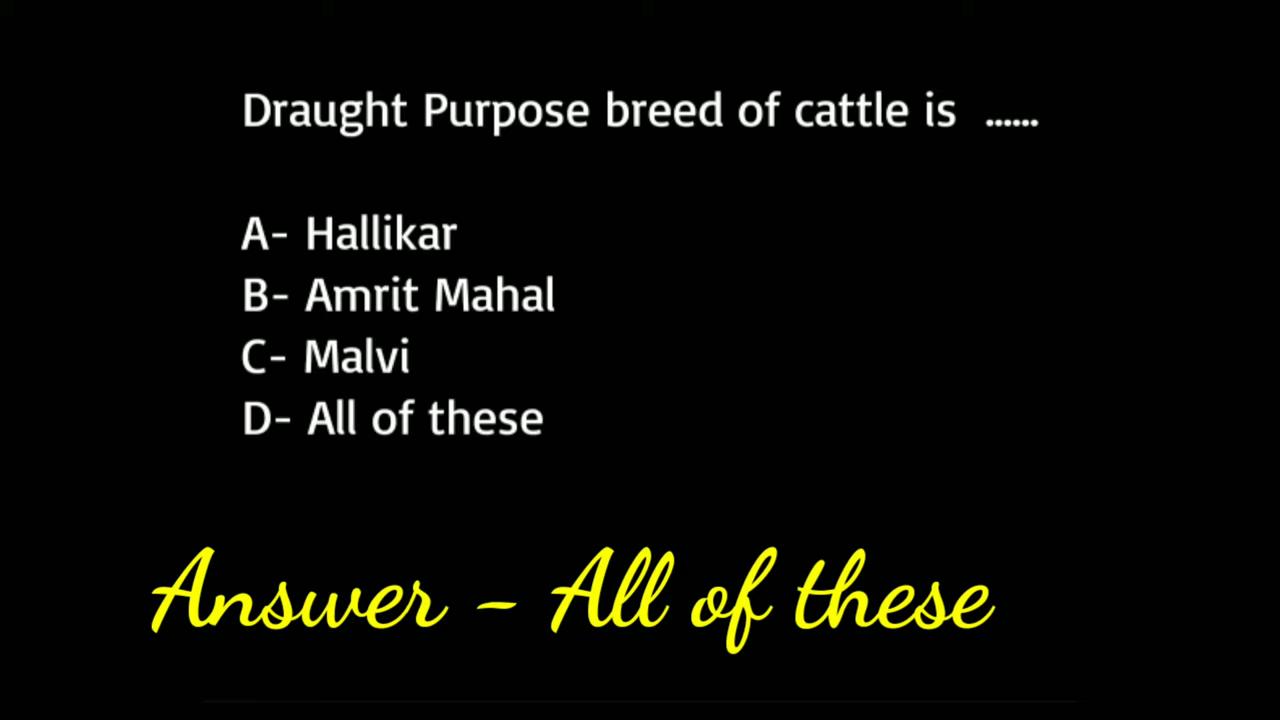 Draught Purpose breed of cattle is ......
A- Hallikar
B- Amrit Mahal
C- Malvi
D- All of these
Answer - All of these